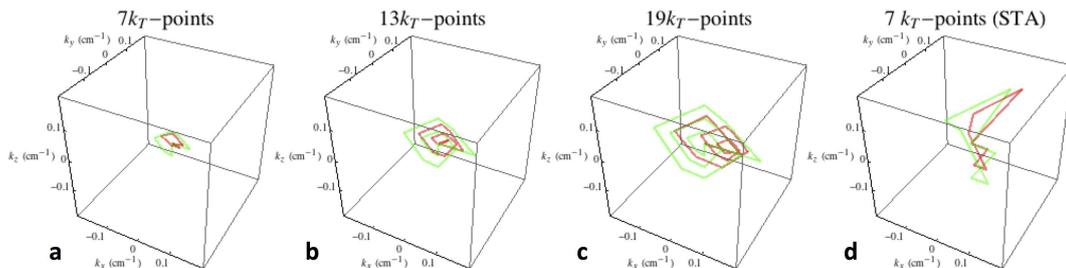 7k_T−points
k_y (cm⁻¹) 0.1
0
−0.1
0.1
k_z (cm⁻¹) 0
−0.1
−0.1
0
k_x (cm⁻¹) 0.1
a
13k_T−points
k_y (cm⁻¹) 0.1
0
−0.1
0.1
k_z (cm⁻¹) 0
−0.1
−0.1
0
k_x (cm⁻¹) 0.1
b
19k_T−points
k_y (cm⁻¹) 0.1
0
−0.1
0.1
k_z (cm⁻¹) 0
−0.1
−0.1
0
k_x (cm⁻¹) 0.1
c
7 k_T−points (STA)
k_y (cm⁻¹) 0.1
0
−0.1
0.1
k_z (cm⁻¹) 0
−0.1
−0.1
0
k_x (cm⁻¹) 0.1
d